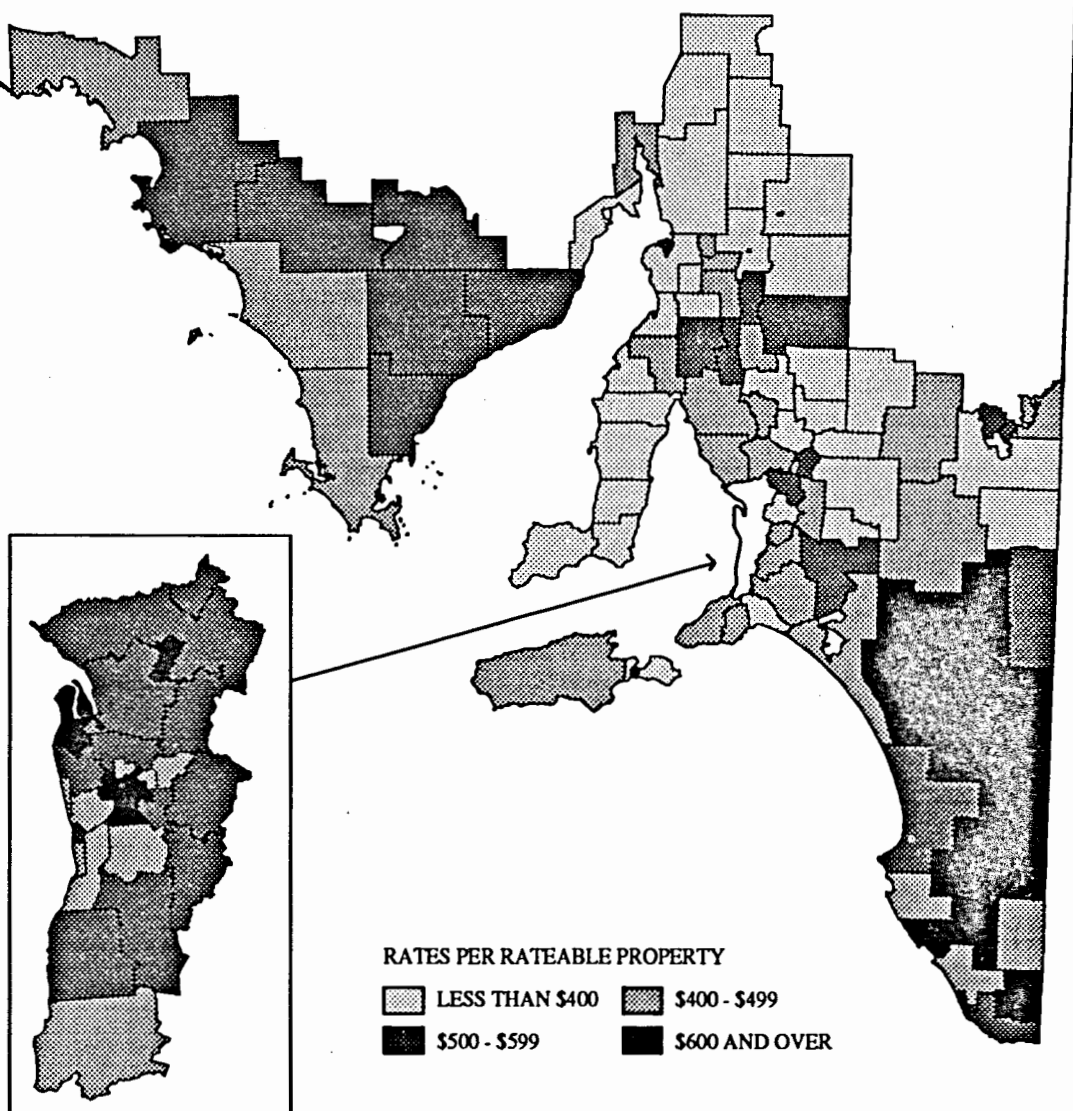 RATES PER RATEABLE PROPERTY
LESS THAN $400
$400 - $499
$500 - $599
$600 AND OVER